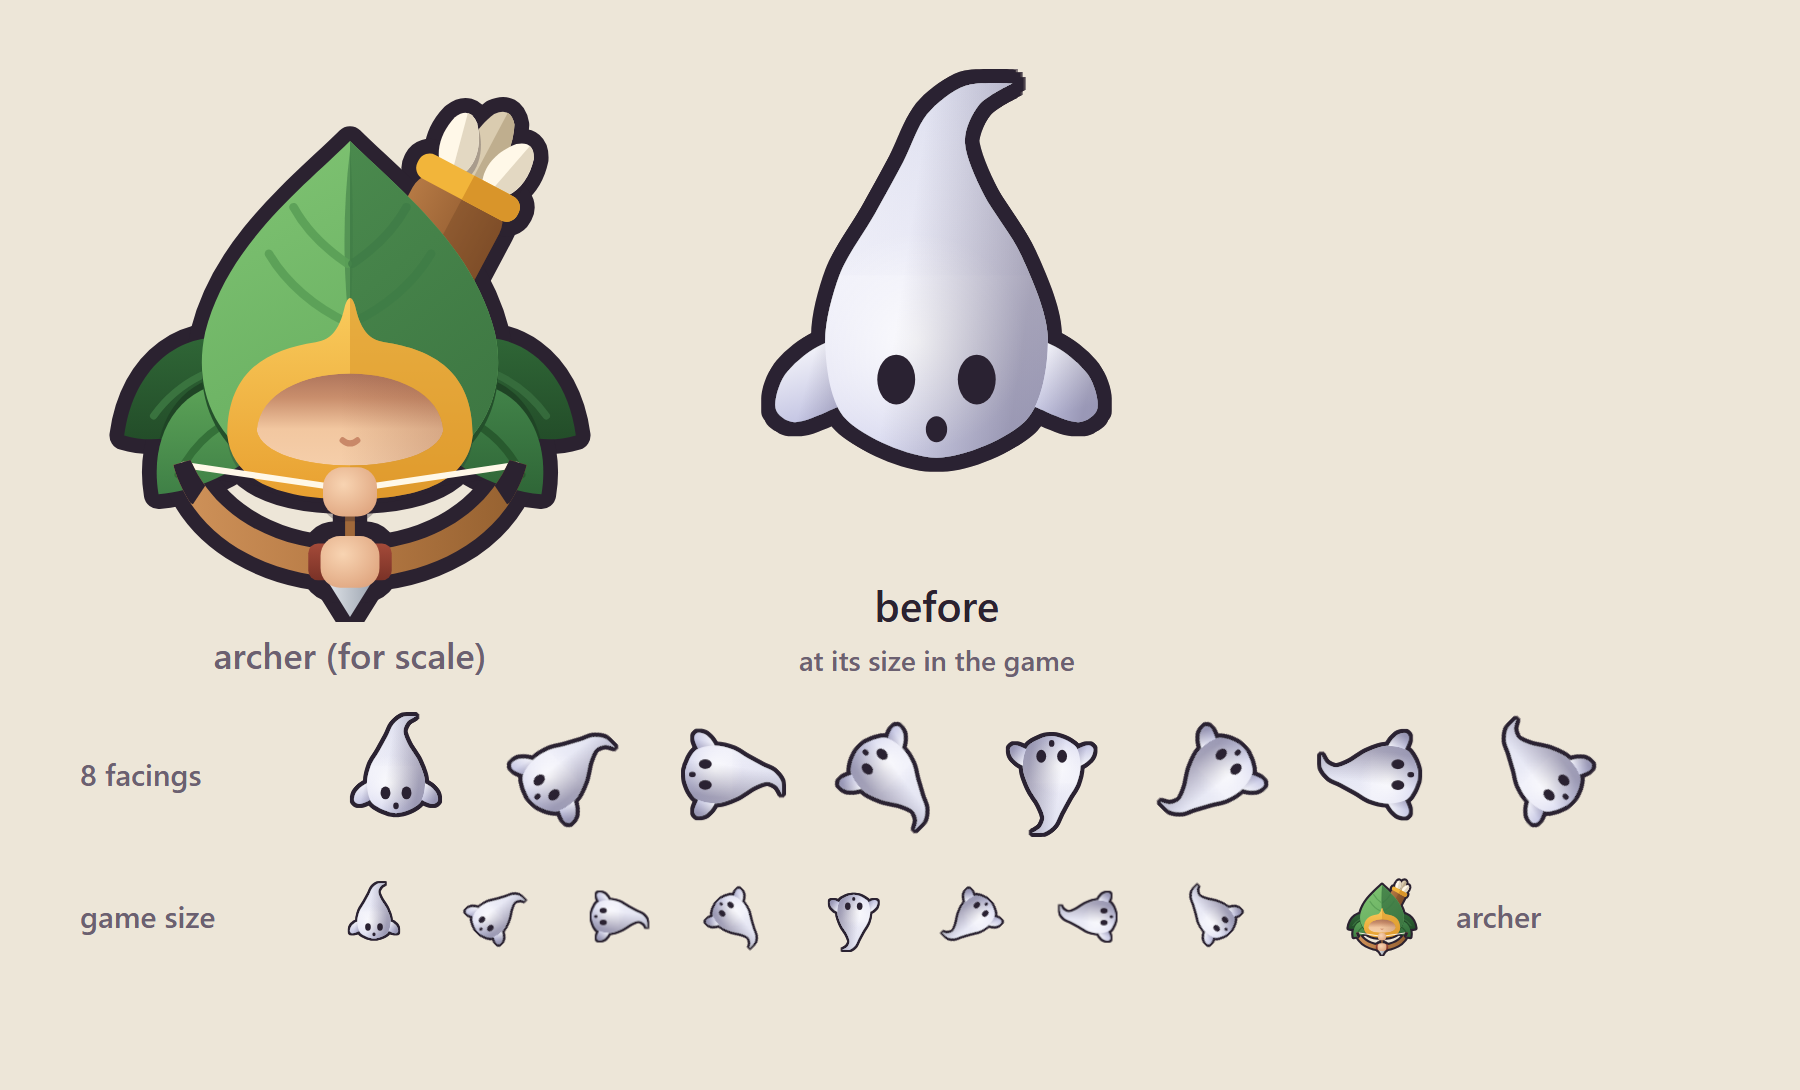 before
archer (for scale)
at its size in the game
8 facings
game size
archer